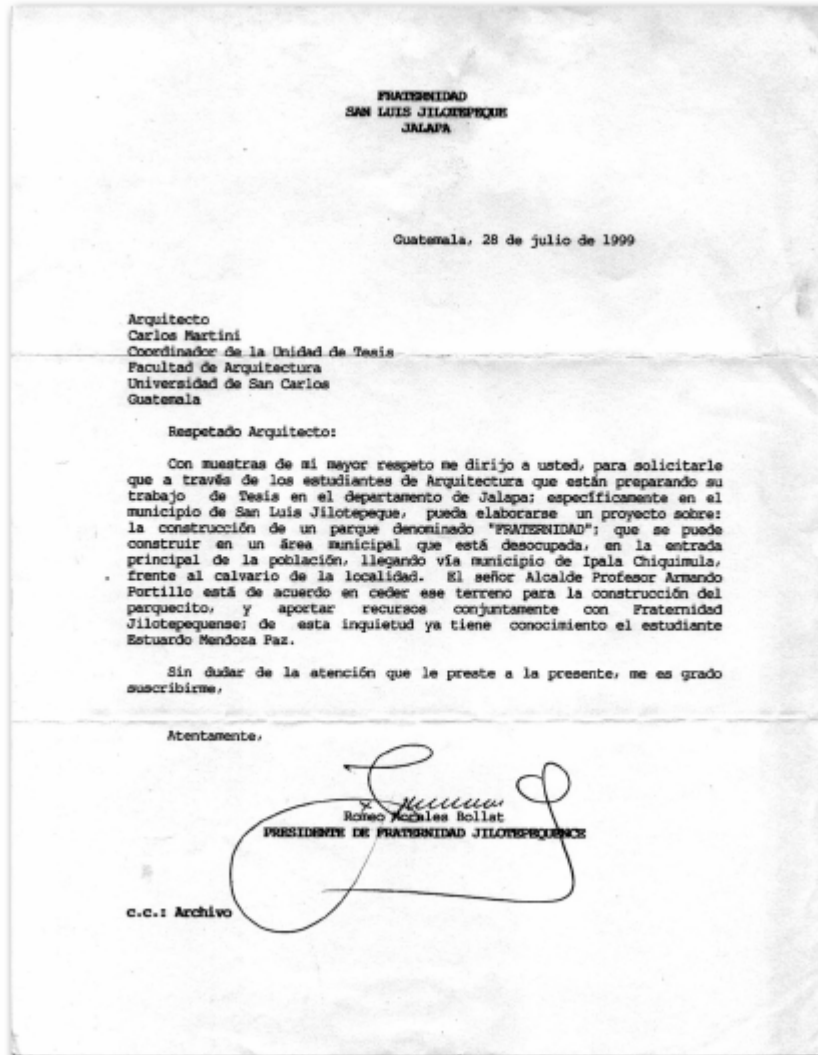 FRATERNIDAD
SAN LUIS JILOTEPEQUE
JALAPA
Guatemala, 28 de julio de 1999
Arquitecto
Carlos Martini
Coordinador de la Unidad de Tesis
Facultad de Arquitectura
Universidad de San Carlos
Guatemala
Respetado Arquitecto:
Con muestras de mi mayor respeto me dirijo a usted, para solicitarle
que a través de los estudiantes de Arquitectura que están preparando su
trabajo de Tesis en el departamento de Jalapa; específicamente en el
municipio de San Luis Jilotepeque, pueda elaborarse un proyecto sobre:
la construcción de un parque denominado "FRATERNIDAD"; que se puede
construir en un área municipal que está desocupada, en la entrada
principal de la población, llegando vía municipio de Ipala Chiquimula,
frente al calvario de la localidad. El señor Alcalde Profesor Armando
Portillo está de acuerdo en ceder ese terreno para la construcción del
parquecito, y aportar recursos conjuntamente con Fraternidad
Jilotepequense; de esta inquietud ya tiene conocimiento el estudiante
Estuardo Mendoza Paz.
Sin dudar de la atención que le preste a la presente, me es grado
suscribirme,
Atentamente,
Romeo Morales Bollat
PRESIDENTE DE FRATERNIDAD JILOTEPEQUENCE
c.c.: Archivo